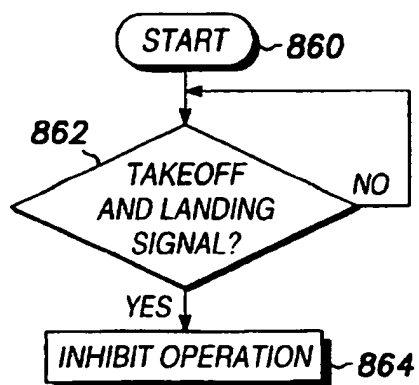 START
860
862
TAKEOFF
AND LANDING
SIGNAL?
NO
YES
INHIBIT OPERATION
864